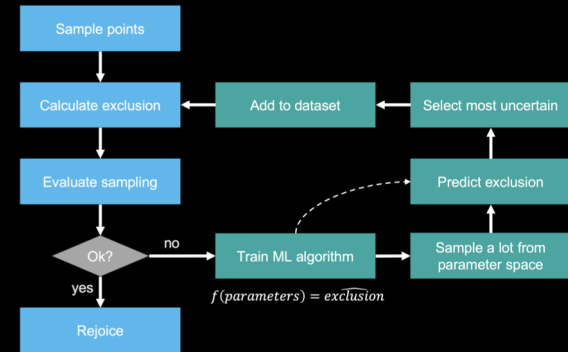 Sample points
Calculate exclusion
Add to dataset
Select most uncertain
Evaluate sampling
Predict exclusion
Ok?
no
Train ML algorithm
Sample a lot from
parameter space
yes
f(parameters) = exclusion̂
Rejoice